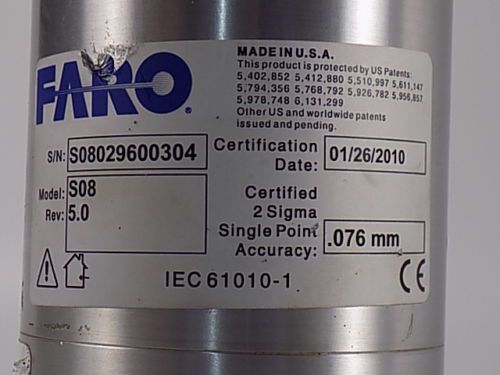 FARO®
MADE IN U.S.A.
This product is protected by US Patents:
5,402,852 5,412,880 5,510,997 5,611,147
5,794,356 5,768,792 5,926,782 5,956,857
5,978,748 6,131,299
Other US and worldwide patents
issued and pending.
S/N: S08029600304
Certification
Date: 01/26/2010
Model: S08
Rev: 5.0
Certified
2 Sigma
Single Point
Accuracy: .076 mm
IEC 61010-1
CE